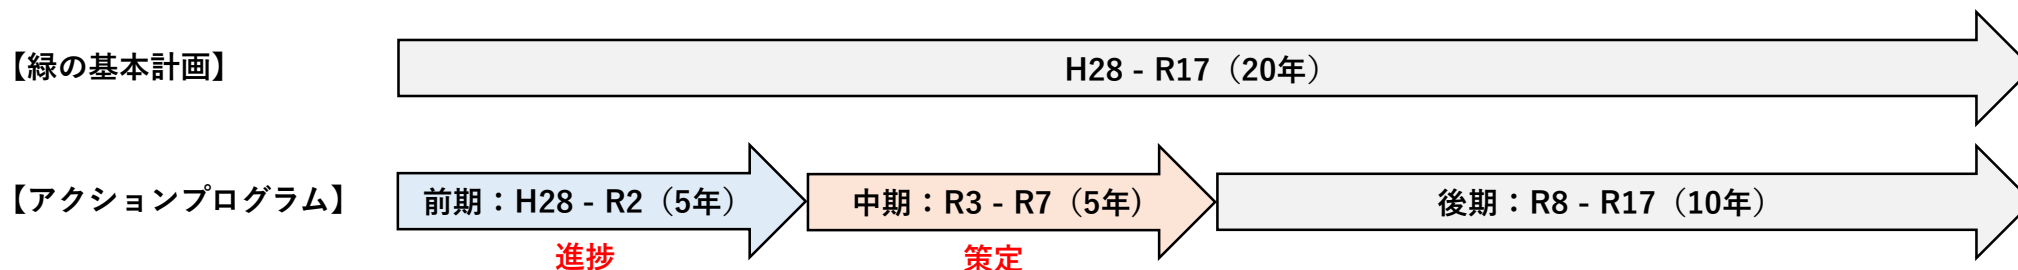 【緑の基本計画】
H28 - R17（20年）
【アクションプログラム】
前期：H28 - R2（5年）
中期：R3 - R7（5年）
後期：R8 - R17（10年）
進捗
策定